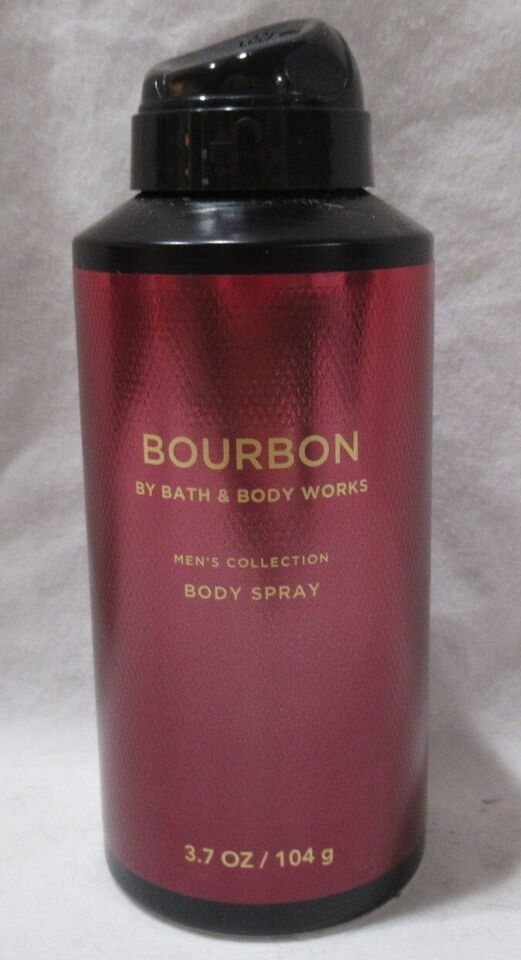 BOURBON
BY BATH & BODY WORKS
MEN'S COLLECTION
BODY SPRAY
3.7 OZ / 104 g